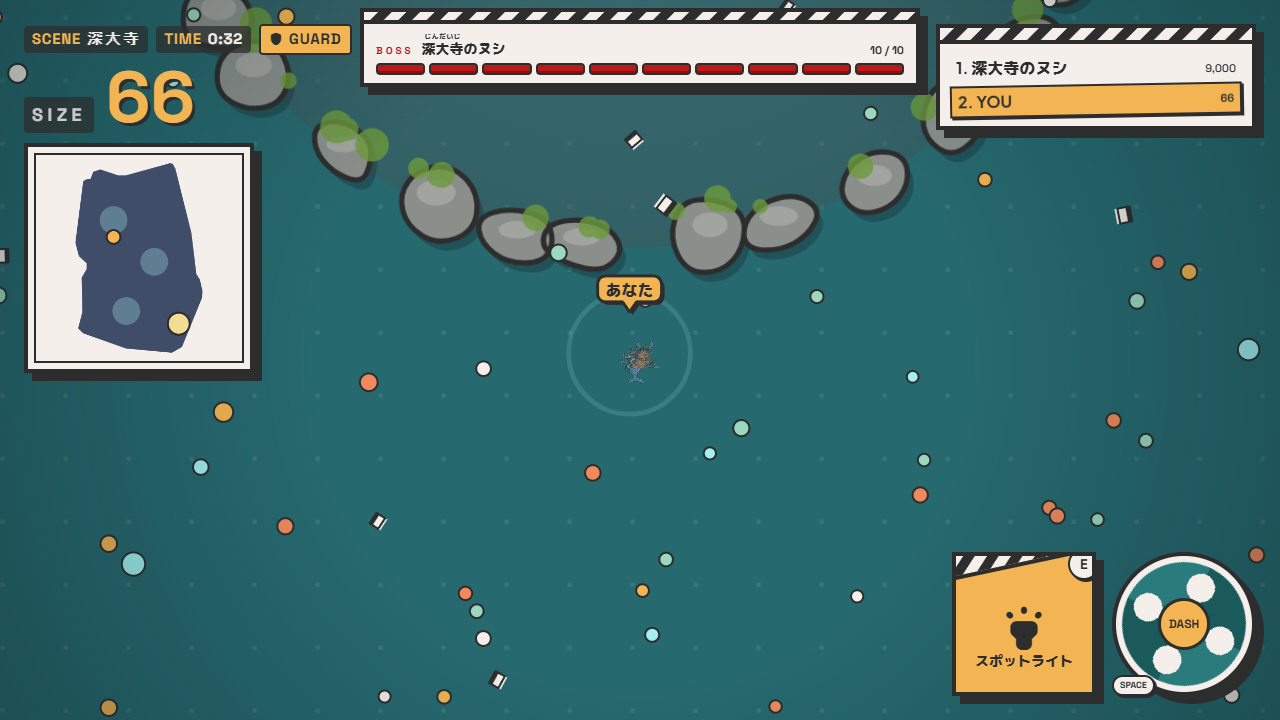 SCENE 深大寺
TIME 0:32
GUARD
SIZE 66
じんだいじ
BOSS 深大寺のヌシ 10 / 10
1. 深大寺のヌシ 9,000
2. YOU 66
あなた
E
スポットライト
DASH
SPACE